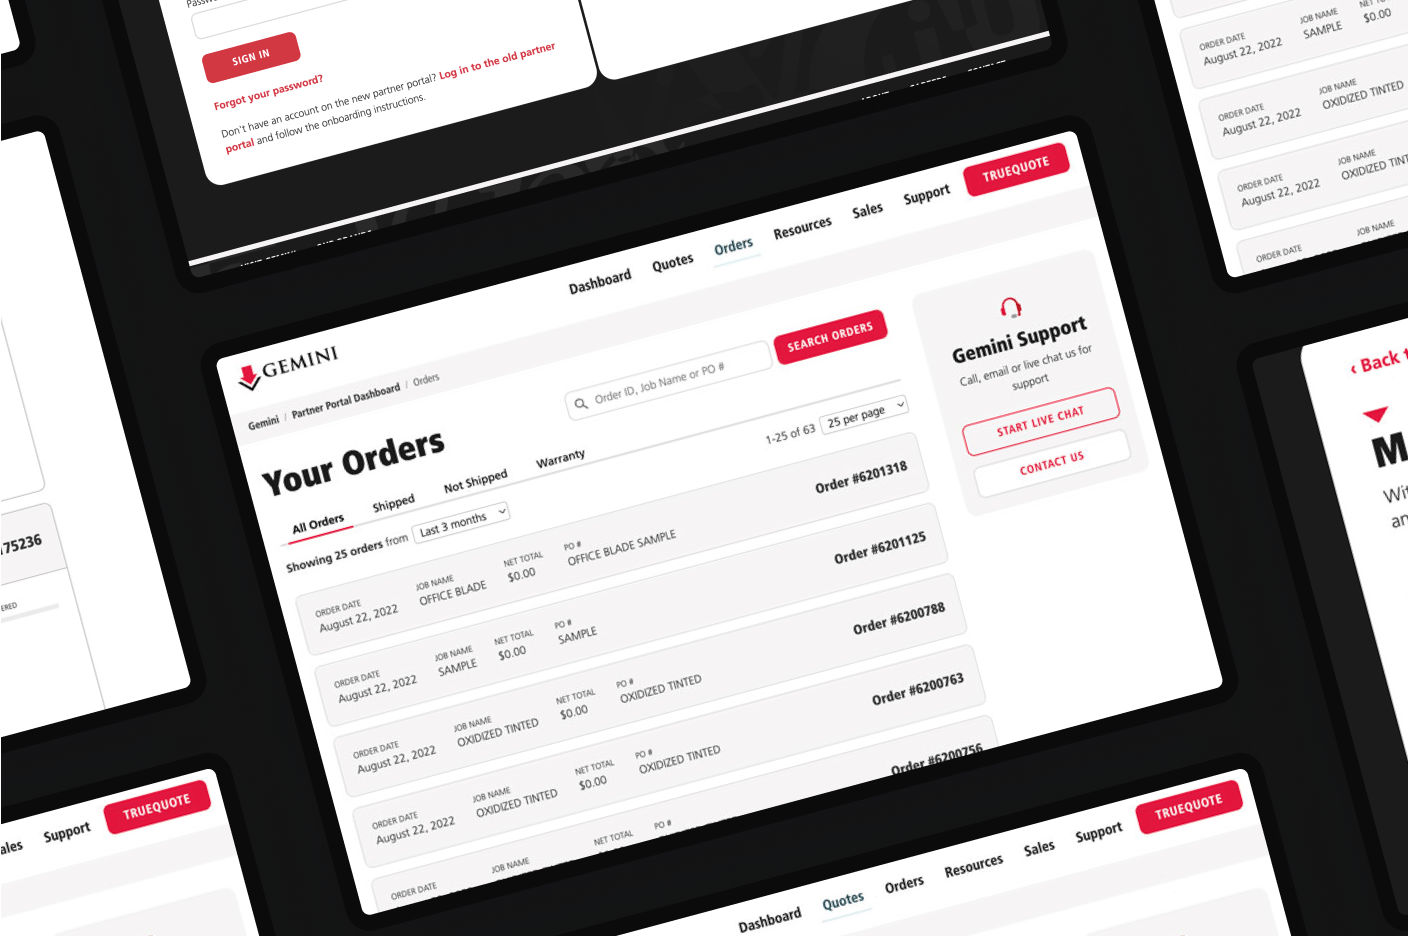 SIGN IN
Forgot your password?
Don't have an account on the new partner portal? Log in to the old partner
portal and follow the onboarding instructions.
GEMINI
Dashboard
Quotes
Orders
Resources
Sales
Support
TRUEQUOTE
Gemini / Partner Portal Dashboard / Orders
Your Orders
Order ID, Job Name or PO #
SEARCH ORDERS
All Orders
Shipped
Not Shipped
Warranty
Showing 25 orders from Last 3 months
1-25 of 63 25 per page
ORDER DATE JOB NAME NET TOTAL PO #
August 22, 2022 OFFICE BLADE $0.00 OFFICE BLADE SAMPLE
Order #6201318
ORDER DATE JOB NAME NET TOTAL PO #
August 22, 2022 SAMPLE $0.00 SAMPLE
Order #6201125
ORDER DATE JOB NAME NET TOTAL PO #
August 22, 2022 OXIDIZED TINTED $0.00 OXIDIZED TINTED
Order #6200788
ORDER DATE JOB NAME NET TOTAL PO #
August 22, 2022 OXIDIZED TINTED $0.00 OXIDIZED TINTED
Order #6200763
ORDER DATE JOB NAME NET TOTAL PO #
Order #6200756
Gemini Support
Call, email or live chat us for
support
START LIVE CHAT
CONTACT US
ORDER DATE JOB NAME
August 22, 2022 SAMPLE $0.00
ORDER DATE JOB NAME
August 22, 2022 OXIDIZED TINTED
ORDER DATE JOB NAME
August 22, 2022 OXIDIZED
ORDER DATE JOB NAME
‹ Back
75236
Support
TRUEQUOTE
Dashboard
Quotes
Orders
Resources
Sales
Support
TRUEQUOTE